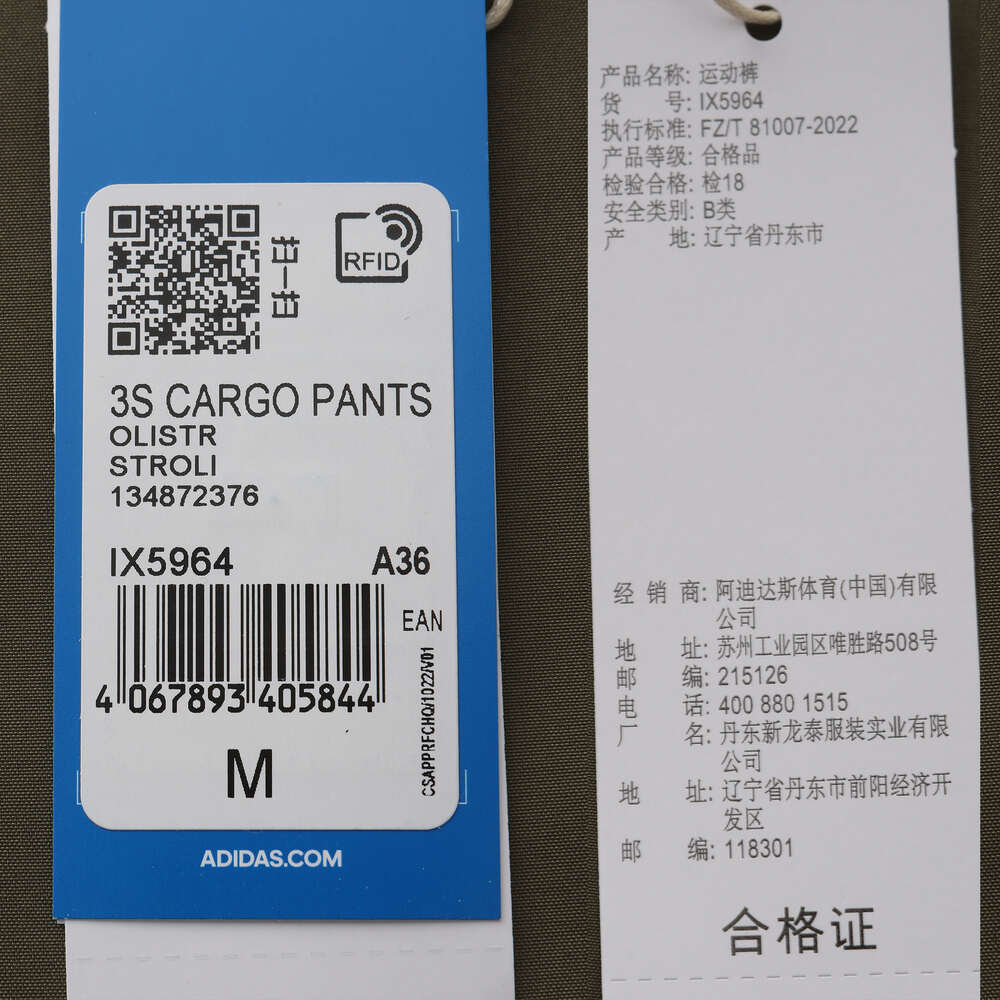 RFID
3S CARGO PANTS
OLISTR
STROLI
134872376
IX5964 A36
EAN
4 067893 405844
CSAPPRFCHQ/1022/V01
M
ADIDAS.COM
产品名称: 运动裤
货 号: IX5964
执行标准: FZ/T 81007-2022
产品等级: 合格品
检验合格: 检18
安全类别: B类
产 地: 辽宁省丹东市
经 销 商: 阿迪达斯体育(中国)有限
公司
地 址: 苏州工业园区唯胜路508号
邮 编: 215126
电 话: 400 880 1515
厂 名: 丹东新龙泰服装实业有限
公司
地 址: 辽宁省丹东市前阳经济开
发区
邮 编: 118301
合格证